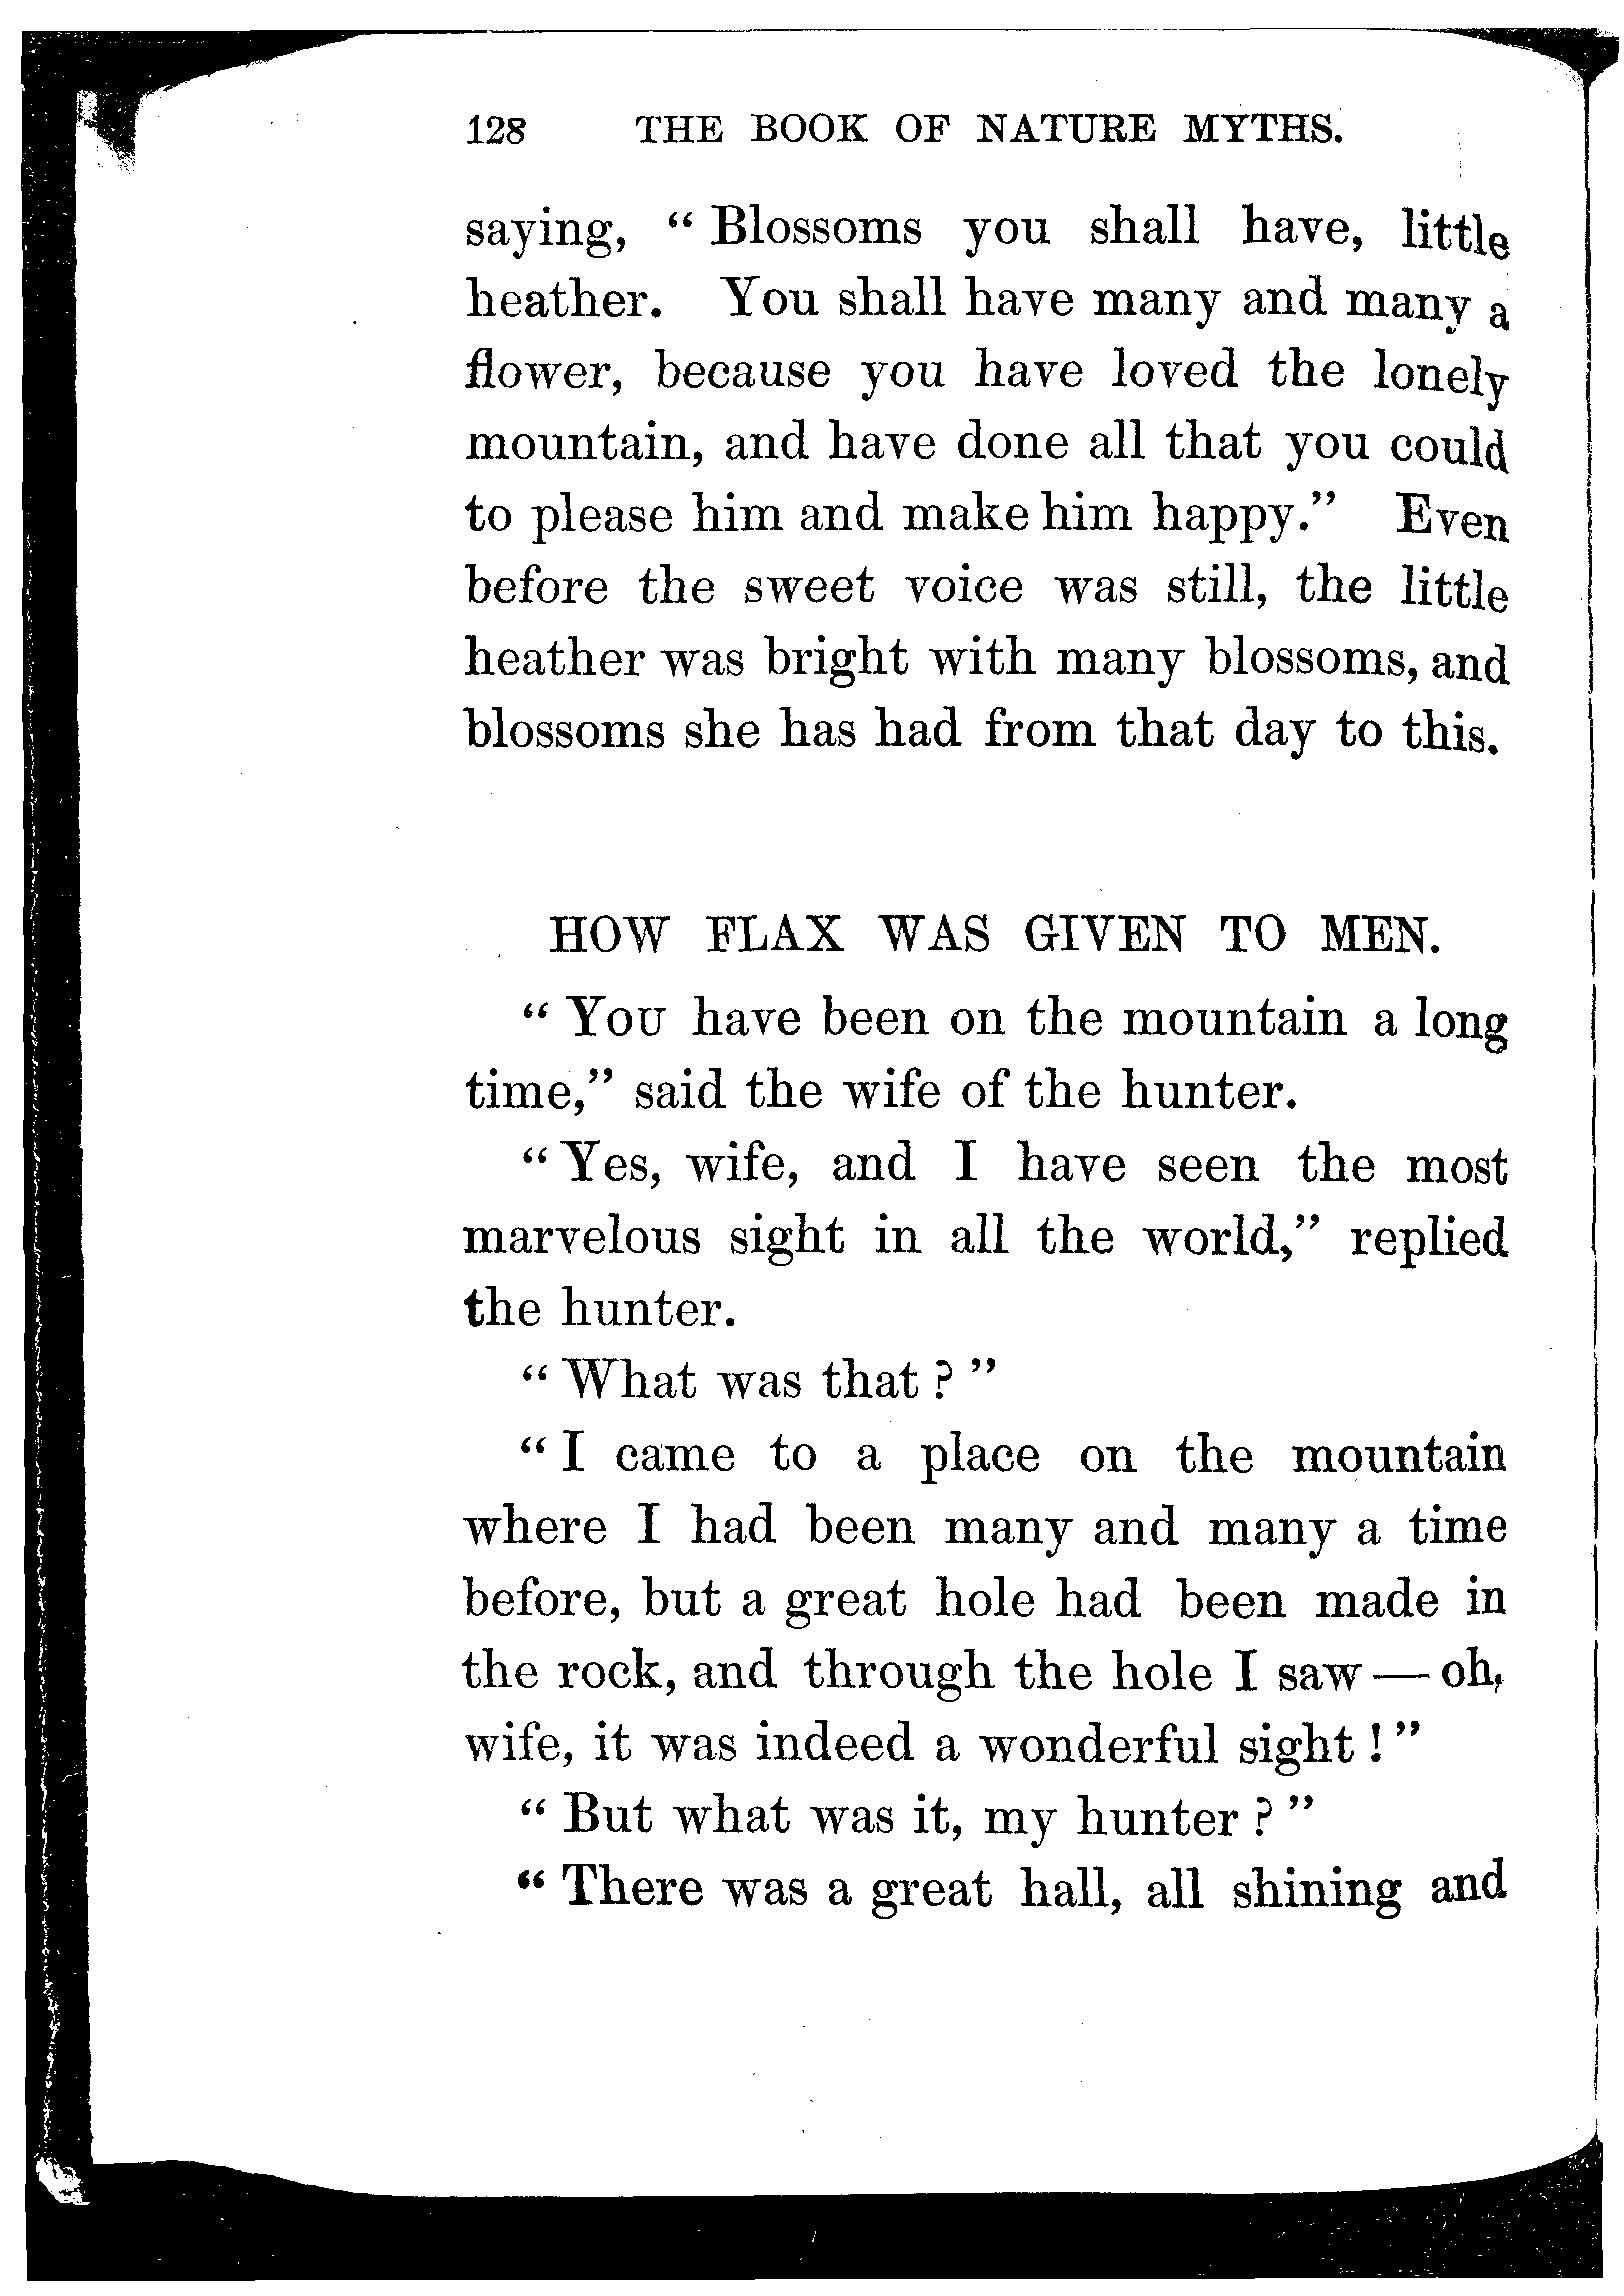 128 THE BOOK OF NATURE MYTHS.
saying, “Blossoms you shall have, little
heather. You shall have many and many a
flower, because you have loved the lonely
mountain, and have done all that you could
to please him and make him happy.” Even
before the sweet voice was still, the little
heather was bright with many blossoms, and
blossoms she has had from that day to this.
HOW FLAX WAS GIVEN TO MEN.
“You have been on the mountain a long
time,” said the wife of the hunter.
“Yes, wife, and I have seen the most
marvelous sight in all the world,” replied
the hunter.
“What was that?”
“I came to a place on the mountain
where I had been many and many a time
before, but a great hole had been made in
the rock, and through the hole I saw — oh,
wife, it was indeed a wonderful sight!”
“But what was it, my hunter?”
“There was a great hall, all shining and